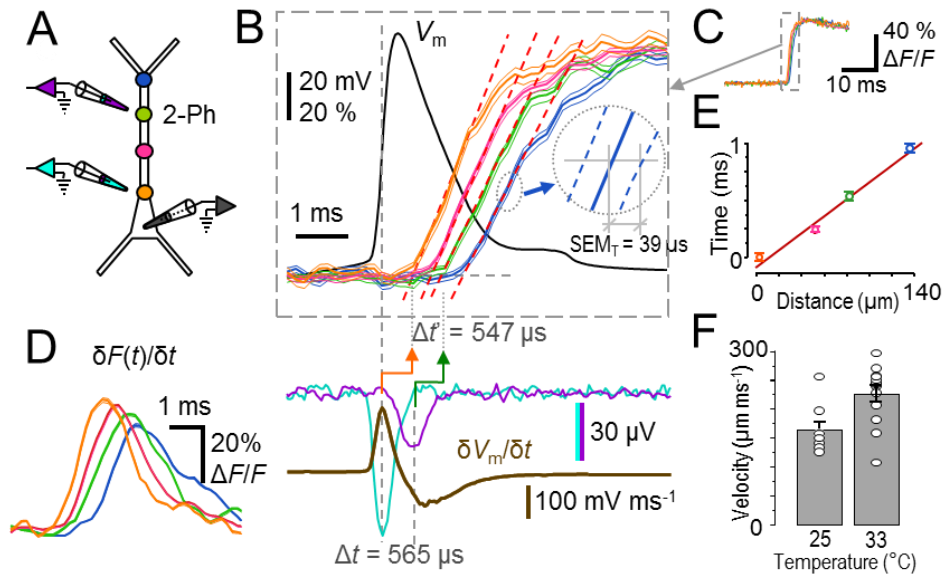 A
2-Ph
B
Vm
20 mV
20 %
1 ms
SEMT = 39 µs
Δt' = 547 µs
30 µV
δVm/δt
100 mV ms-1
Δt = 565 µs
C
40 %
ΔF/F
10 ms
D
δF(t)/δt
1 ms
20%
ΔF/F
E
1
Time (ms)
0
0
140
Distance (µm)
F
300
Velocity (µm ms-1)
0
25
33
Temperature (°C)